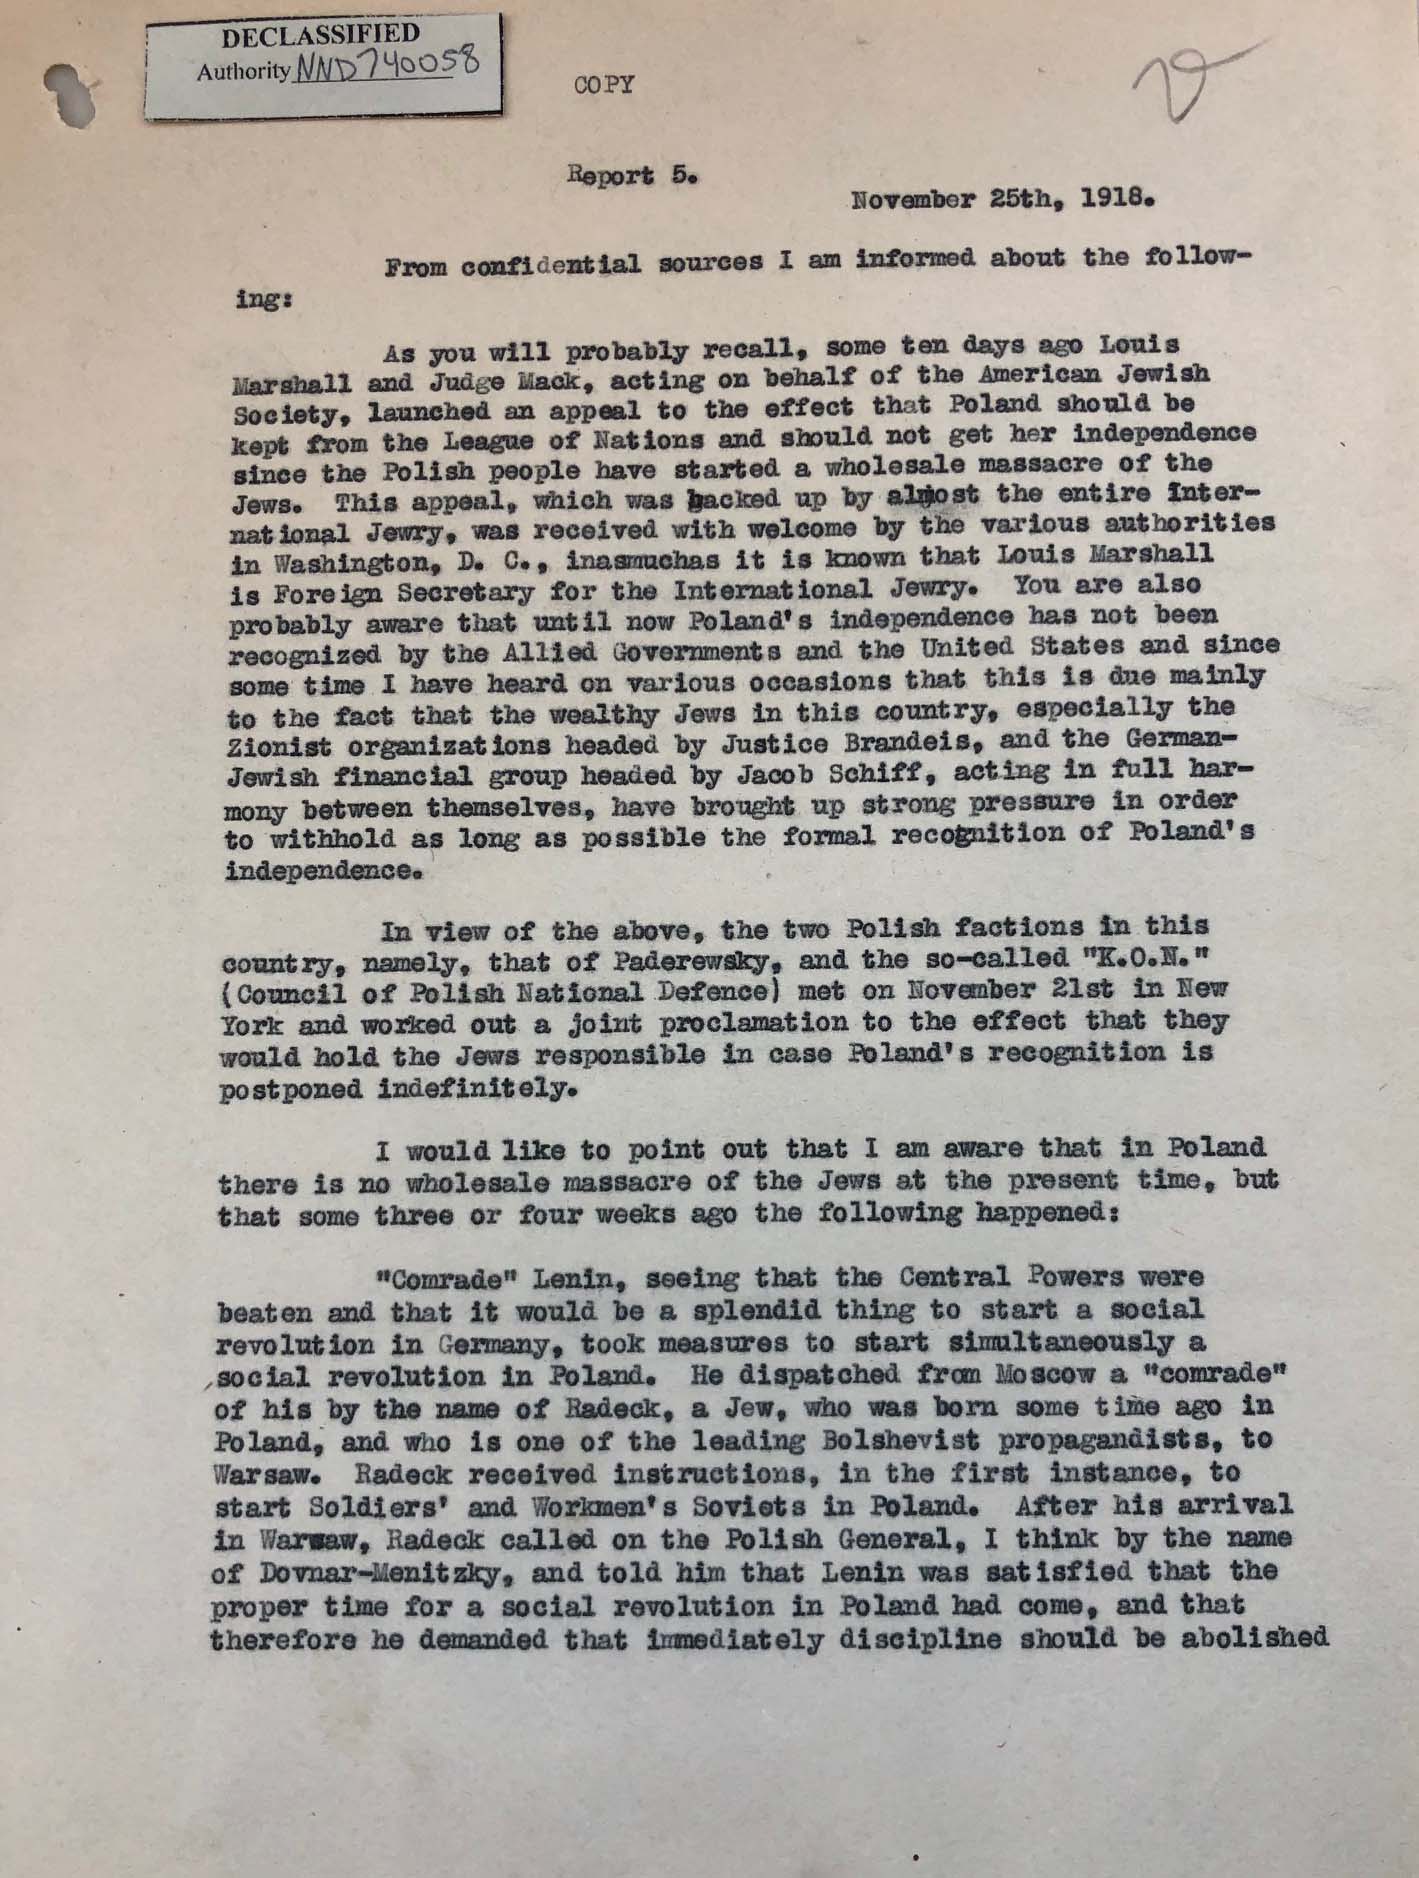 DECLASSIFIED
Authority NND740058
COPY
Report 5.
November 25th, 1918.
From confidential sources I am informed about the follow-
ing:
As you will probably recall, some ten days ago Louis
Marshall and Judge Mack, acting on behalf of the American Jewish
Society, launched an appeal to the effect that Poland should be
kept from the League of Nations and should not get her independence
since the Polish people have started a wholesale massacre of the
Jews. This appeal, which was backed up by almost the entire Inter-
national Jewry, was received with welcome by the various authorities
in Washington, D. C., inasmuchas it is known that Louis Marshall
is Foreign Secretary for the International Jewry. You are also
probably aware that until now Poland's independence has not been
recognized by the Allied Governments and the United States and since
some time I have heard on various occasions that this is due mainly
to the fact that the wealthy Jews in this country, especially the
Zionist organizations headed by Justice Brandeis, and the German-
Jewish financial group headed by Jacob Schiff, acting in full har-
mony between themselves, have brought up strong pressure in order
to withhold as long as possible the formal recognition of Poland's
independence.
In view of the above, the two Polish factions in this
country, namely, that of Paderewsky, and the so-called "K.O.N."
(Council of Polish National Defence) met on November 21st in New
York and worked out a joint proclamation to the effect that they
would hold the Jews responsible in case Poland's recognition is
postponed indefinitely.
I would like to point out that I am aware that in Poland
there is no wholesale massacre of the Jews at the present time, but
that some three or four weeks ago the following happened:
"Comrade" Lenin, seeing that the Central Powers were
beaten and that it would be a splendid thing to start a social
revolution in Germany, took measures to start simultaneously a
social revolution in Poland. He dispatched from Moscow a "comrade"
of his by the name of Radeck, a Jew, who was born some time ago in
Poland, and who is one of the leading Bolshevist propagandists, to
Warsaw. Radeck received instructions, in the first instance, to
start Soldiers' and Workmen's Soviets in Poland. After his arrival
in Warsaw, Radeck called on the Polish General, I think by the name
of Dovnar-Menitzky, and told him that Lenin was satisfied that the
proper time for a social revolution in Poland had come, and that
therefore he demanded that immediately discipline should be abolished